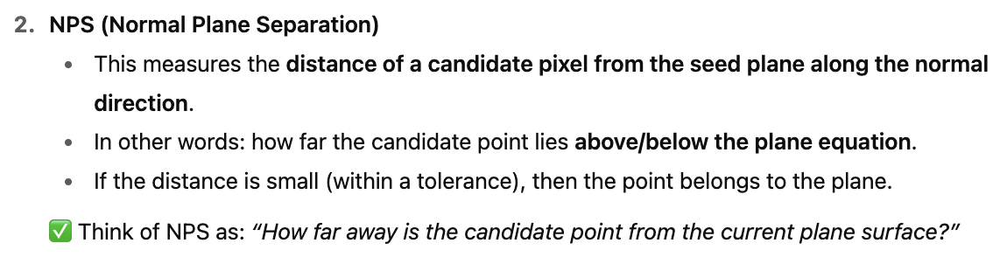 2. NPS (Normal Plane Separation)
• This measures the distance of a candidate pixel from the seed plane along the normal
direction.
• In other words: how far the candidate point lies above/below the plane equation.
• If the distance is small (within a tolerance), then the point belongs to the plane.
✅ Think of NPS as: “How far away is the candidate point from the current plane surface?”